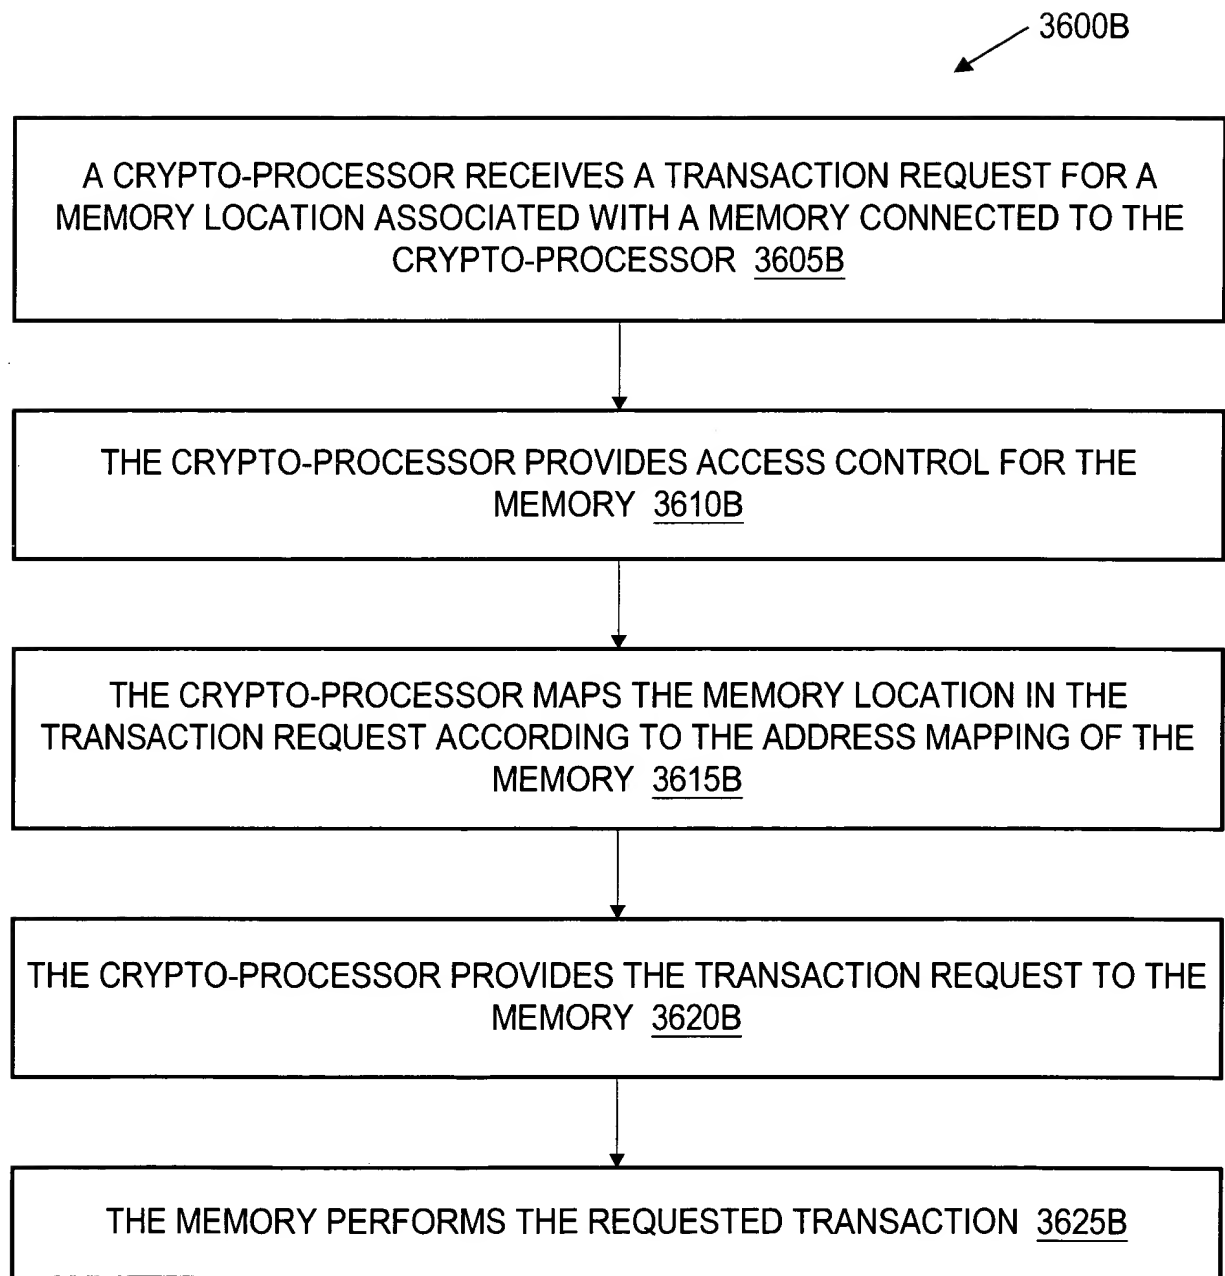 3600B
A CRYPTO-PROCESSOR RECEIVES A TRANSACTION REQUEST FOR A
MEMORY LOCATION ASSOCIATED WITH A MEMORY CONNECTED TO THE
CRYPTO-PROCESSOR 3605B
THE CRYPTO-PROCESSOR PROVIDES ACCESS CONTROL FOR THE
MEMORY 3610B
THE CRYPTO-PROCESSOR MAPS THE MEMORY LOCATION IN THE
TRANSACTION REQUEST ACCORDING TO THE ADDRESS MAPPING OF THE
MEMORY 3615B
THE CRYPTO-PROCESSOR PROVIDES THE TRANSACTION REQUEST TO THE
MEMORY 3620B
THE MEMORY PERFORMS THE REQUESTED TRANSACTION 3625B